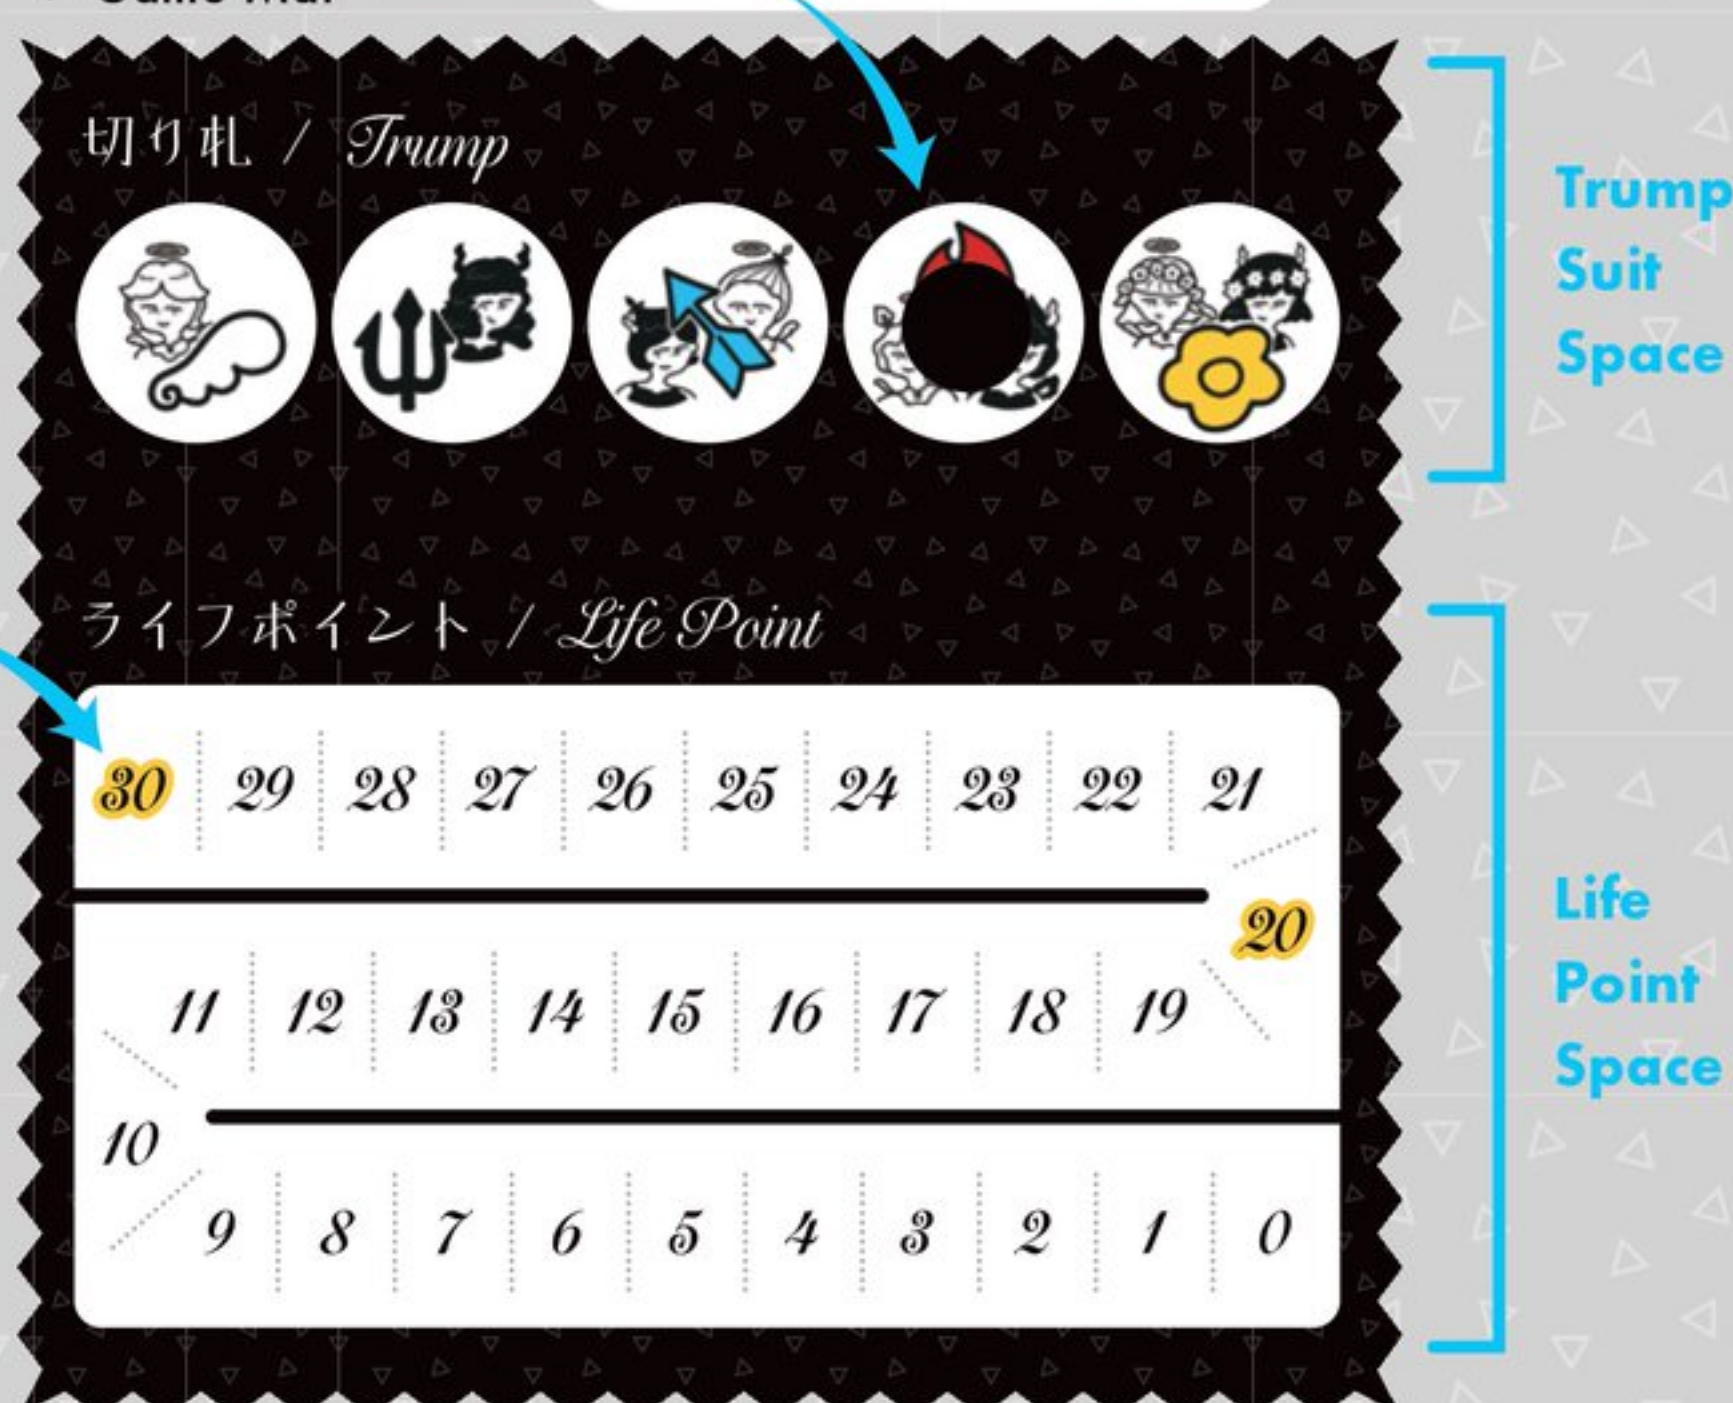 切り札 / Trump
Trump
Suit
Space
ライフポイント / Life Point
30 29 28 27 26 25 24 23 22 21
20
11 12 13 14 15 16 17 18 19
10
9 8 7 6 5 4 3 2 1 0
Life
Point
Space